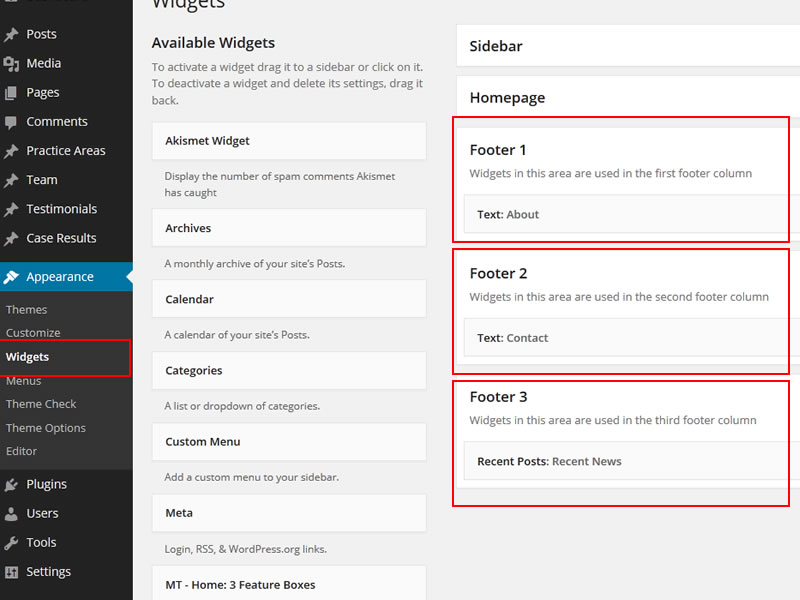 Widgets
Posts
Media
Pages
Comments
Practice Areas
Team
Testimonials
Case Results
Appearance
Themes
Customize
Widgets
Menus
Theme Check
Theme Options
Editor
Plugins
Users
Tools
Settings
Available Widgets
To activate a widget drag it to a sidebar or click on it.
To deactivate a widget and delete its settings, drag it
back.
Akismet Widget
Display the number of spam comments Akismet
has caught
Archives
A monthly archive of your site's Posts.
Calendar
A calendar of your site's Posts.
Categories
A list or dropdown of categories.
Custom Menu
Add a custom menu to your sidebar.
Meta
Login, RSS, & WordPress.org links.
MT - Home: 3 Feature Boxes
Sidebar
Homepage
Footer 1
Widgets in this area are used in the first footer column
Text: About
Footer 2
Widgets in this area are used in the second footer column
Text: Contact
Footer 3
Widgets in this area are used in the third footer column
Recent Posts: Recent News